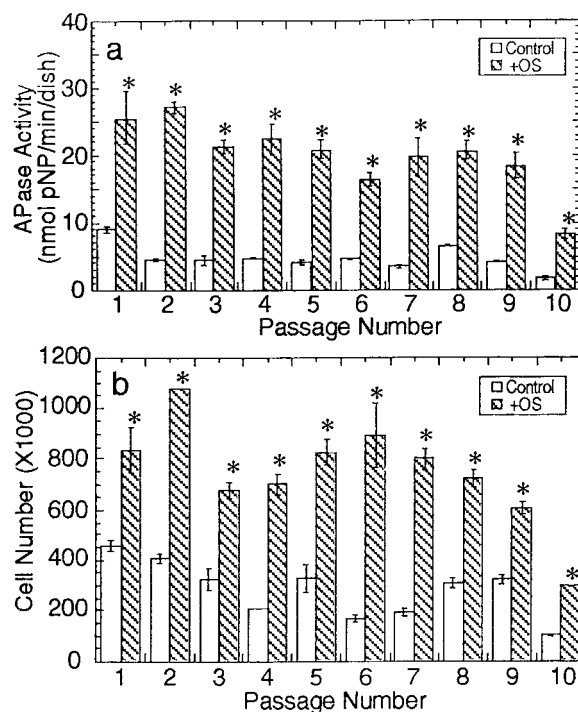 a
Control
+OS
APase Activity
(nmol pNP/min/dish)
40
30
20
10
0
* * * * * * * * * *
1 2 3 4 5 6 7 8 9 10
Passage Number
b
Control
+OS
Cell Number (X1000)
1200
1000
800
600
400
200
0
* * * * * * * * * *
1 2 3 4 5 6 7 8 9 10
Passage Number